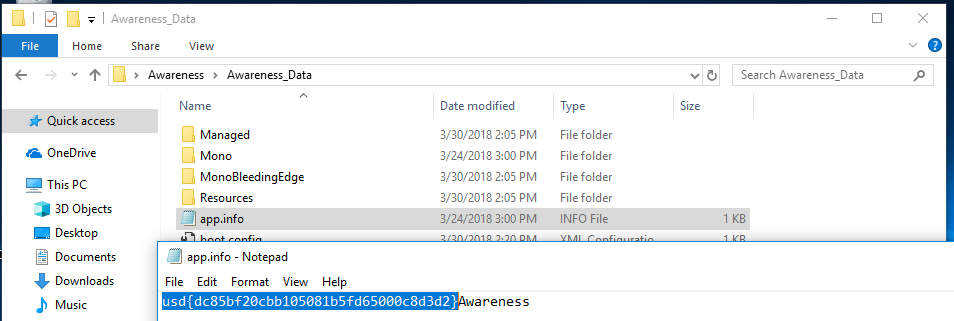 Awareness_Data
File Home Share View
Awareness Awareness_Data Search Awareness_Data
Name Date modified Type Size
Quick access
OneDrive
This PC
3D Objects
Desktop
Documents
Downloads
Music
Managed 3/30/2018 2:05 PM File folder
Mono 3/24/2018 3:00 PM File folder
MonoBleedingEdge 3/30/2018 2:05 PM File folder
Resources 3/30/2018 2:05 PM File folder
app.info 3/24/2018 3:00 PM INFO File 1 KB
boot.config 3/30/2018 2:20 PM XML Configuratio... 1 KB
app.info - Notepad
File Edit Format View Help
usd{dc85bf20cbb105081b5fd65000c8d3d2}Awareness